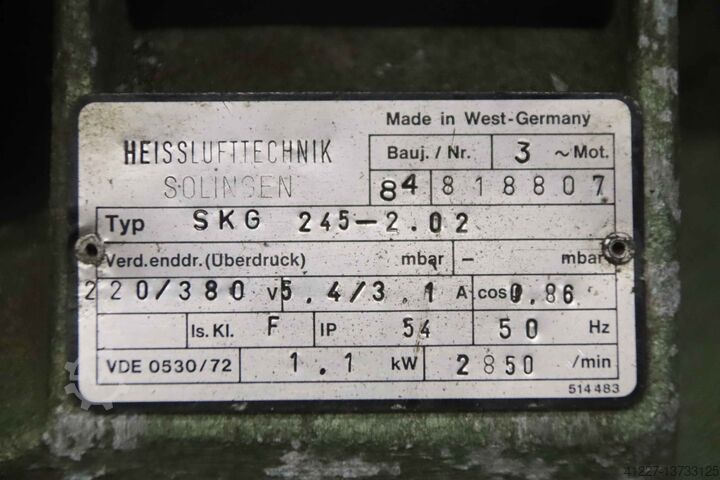 Made in West-Germany
HEISSLUFTTECHNIK
SOLINGEN
Bauj. / Nr. 3 ~ Mot.
84 818807
Typ SKG 245-2.02
Verd.enddr. (Überdruck) mbar - mbar
220/380 V 5.4/3.1 A cos 0.86
Is. Kl. F IP 54 50 Hz
VDE 0530/72 1.1 kW 2850 /min
514483
41227-13733125